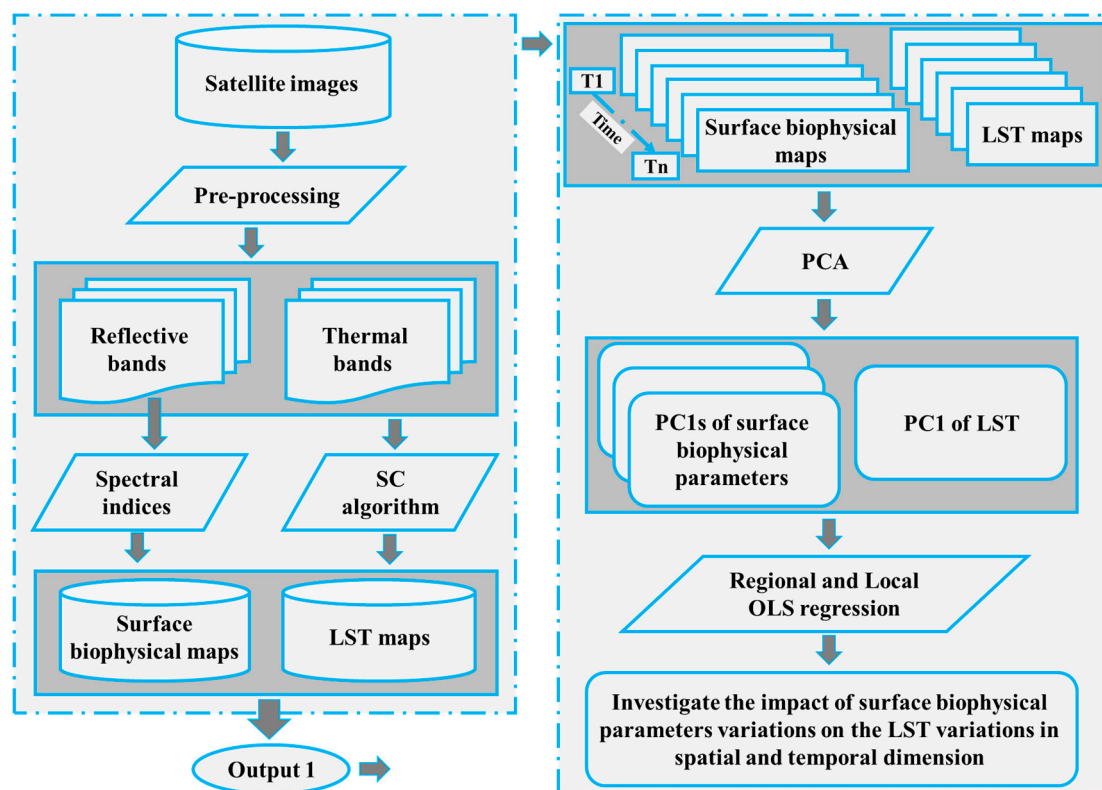 Satellite images
Pre-processing
Reflective
bands
Thermal
bands
Spectral
indices
SC
algorithm
Surface
biophysical maps
LST maps
Output 1
T1
Time
Tn
Surface biophysical
maps
LST maps
PCA
PC1s of surface
biophysical
parameters
PC1 of LST
Regional and Local
OLS regression
Investigate the impact of surface biophysical
parameters variations on the LST variations in
spatial and temporal dimension